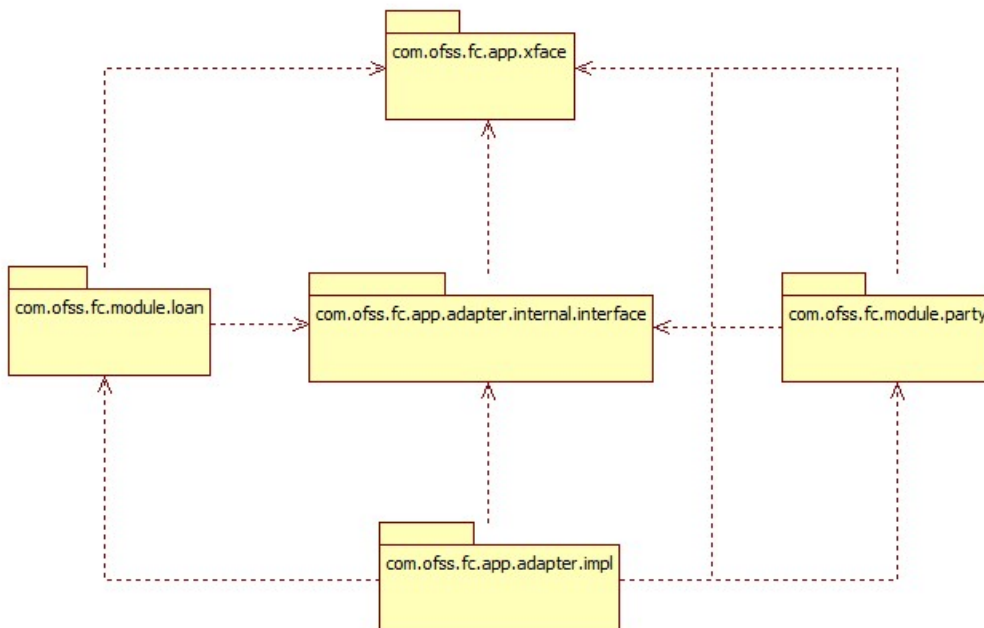 com.ofss.fc.app.xface
com.ofss.fc.module.loan
com.ofss.fc.app.adapter.internal.interface
com.ofss.fc.module.party
com.ofss.fc.app.adapter.impl